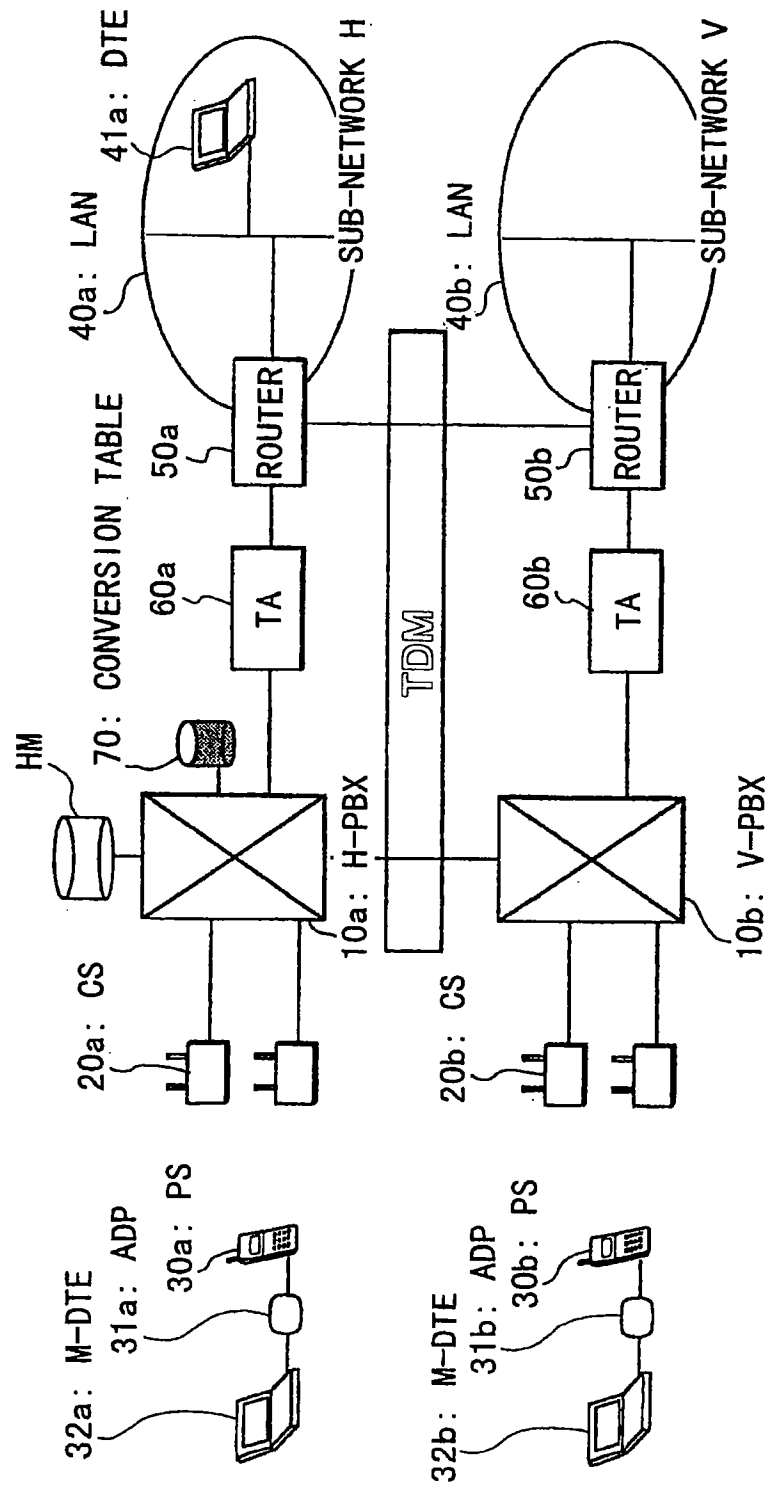 32a: M-DTE
31a: ADP
30a: PS
20a: CS
HM
70: CONVERSION TABLE
10a: H-PBX
60a
TA
50a
ROUTER
40a: LAN
41a: DTE
SUB-NETWORK H
TDM
32b: M-DTE
31b: ADP
30b: PS
20b: CS
10b: V-PBX
60b
TA
50b
ROUTER
40b: LAN
SUB-NETWORK V